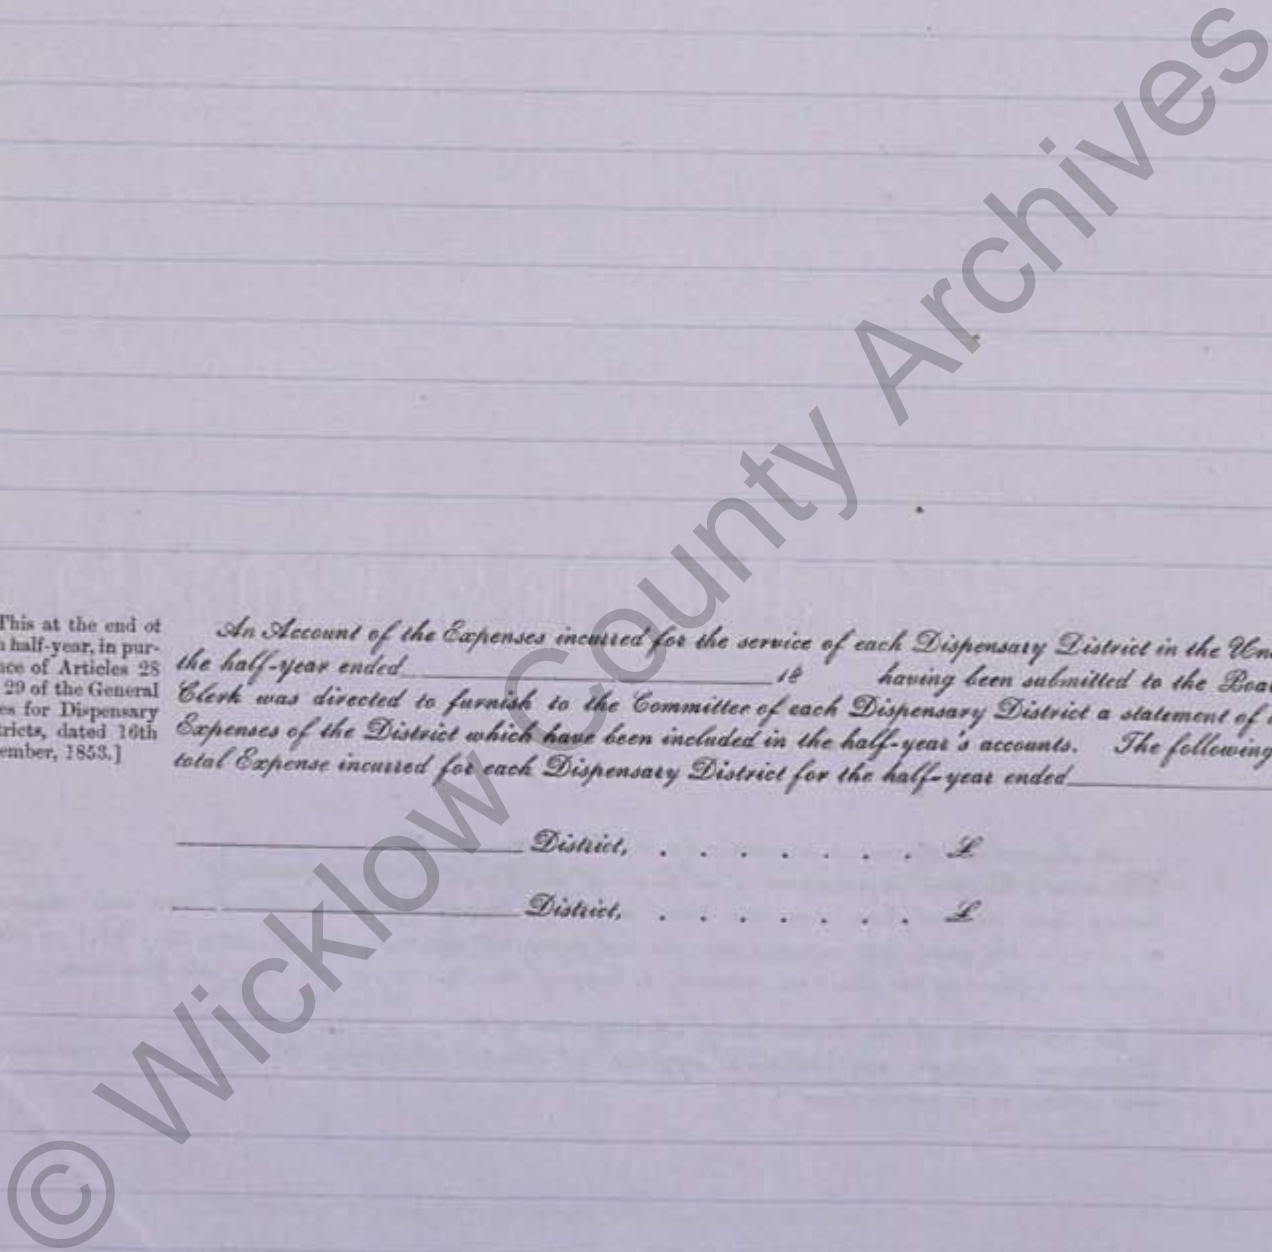 This at the end of
half-year, in pur-
ce of Articles 28
29 of the General
es for Dispensary
tricts, dated 16th
ember, 1853.]
An Account of the Expenses incurred for the service of each Dispensary District in the Un
the half-year ended 18 having been submitted to the Boa
Clerk was directed to furnish to the Committee of each Dispensary District a statement of
Expenses of the District which have been included in the half-year's accounts. The following
total Expense incurred for each Dispensary District for the half-year ended
District, . . . . . . . £
District, . . . . . . . £
© Wicklow County Archives